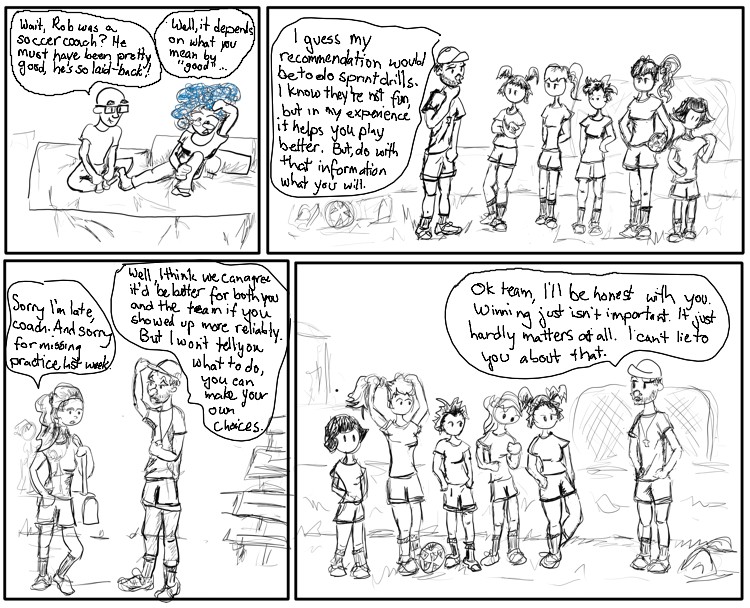 Wait, Rob was a
soccer coach? He
must have been pretty
good, he's so laid-back!
Well, it depends
on what you
mean by
"good"...
I guess my
recommendation would
be to do sprint drills.
I know they're not fun,
but in my experience
it helps you play
better. But, do with
that information
what you will.
Sorry I'm late,
coach. And sorry
for missing
practice last week
Well, I think we can agree
it'd be better for both you
and the team if you
showed up more reliably.
But I won't tell you
what to do,
you can
make your
own
choices.
Ok team, I'll be honest with you.
Winning just isn't important. It just
hardly matters at all. I can't lie to
you about that.